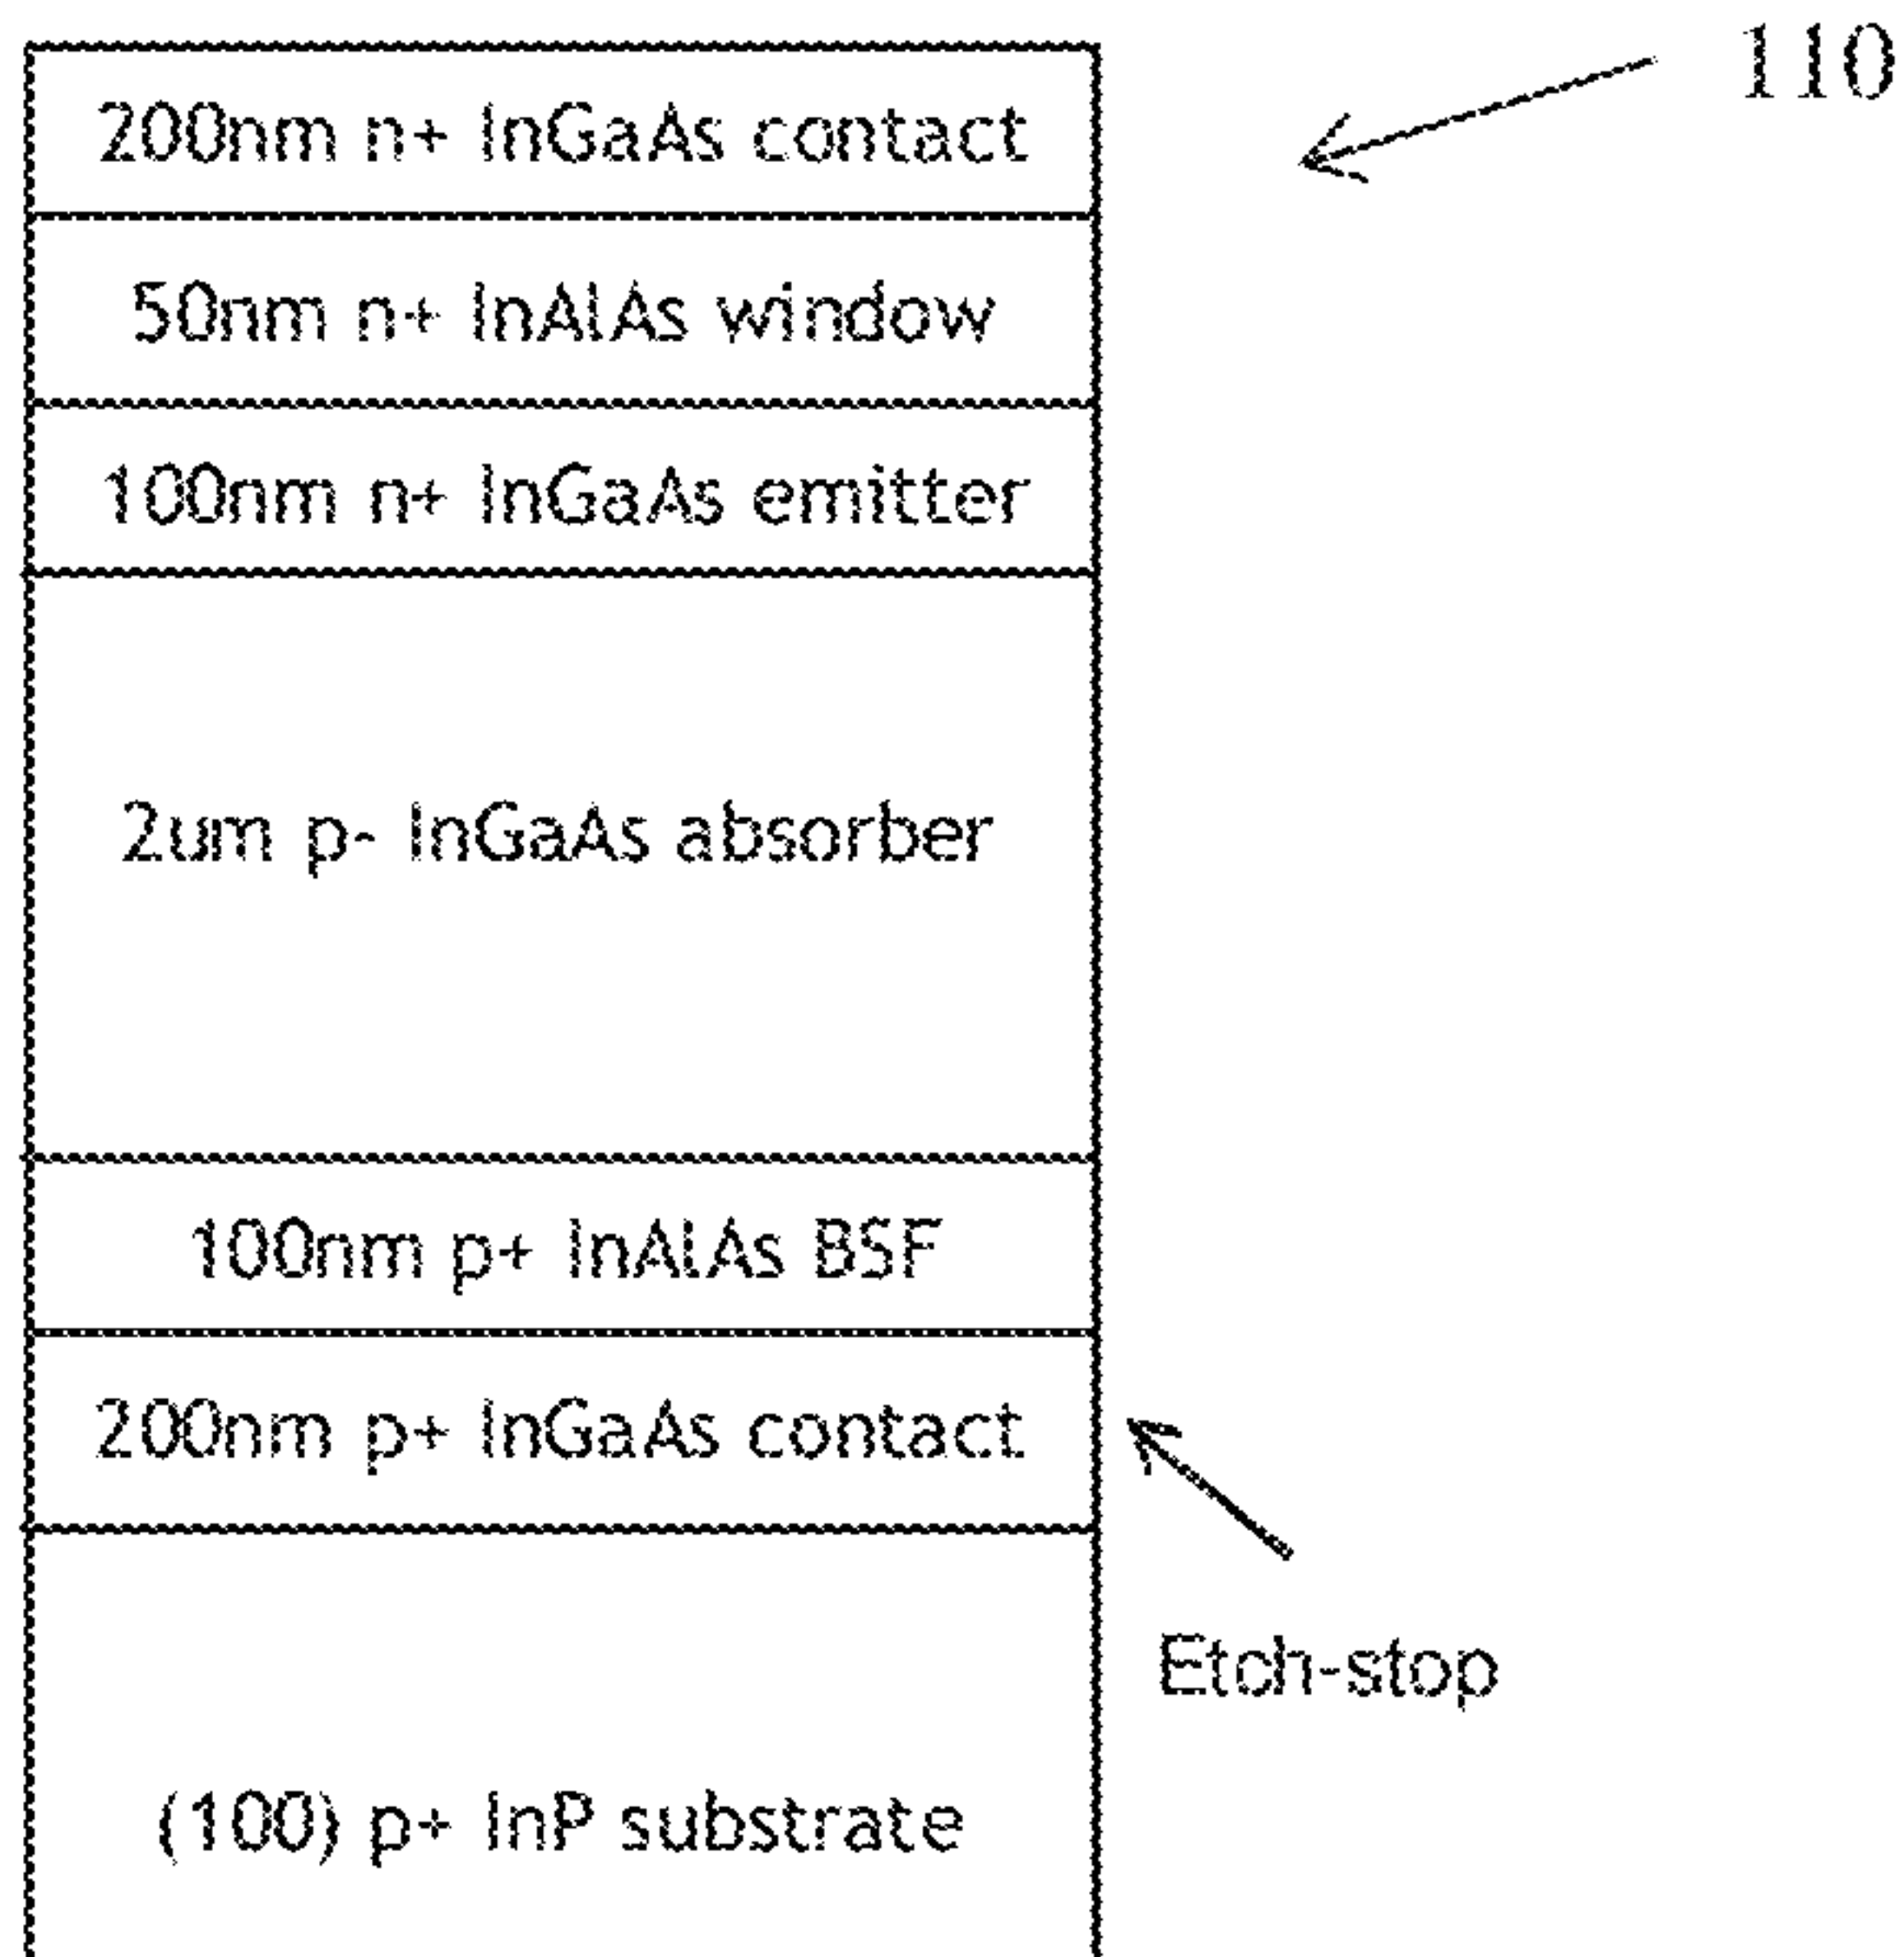 110
200nm n+ InGaAs contact
50nm n+ InAlAs window
100nm n+ InGaAs emitter
2um p- InGaAs absorber
100nm p+ InAlAs BSF
200nm p+ InGaAs contact
Etch-stop
(100) p+ InP substrate